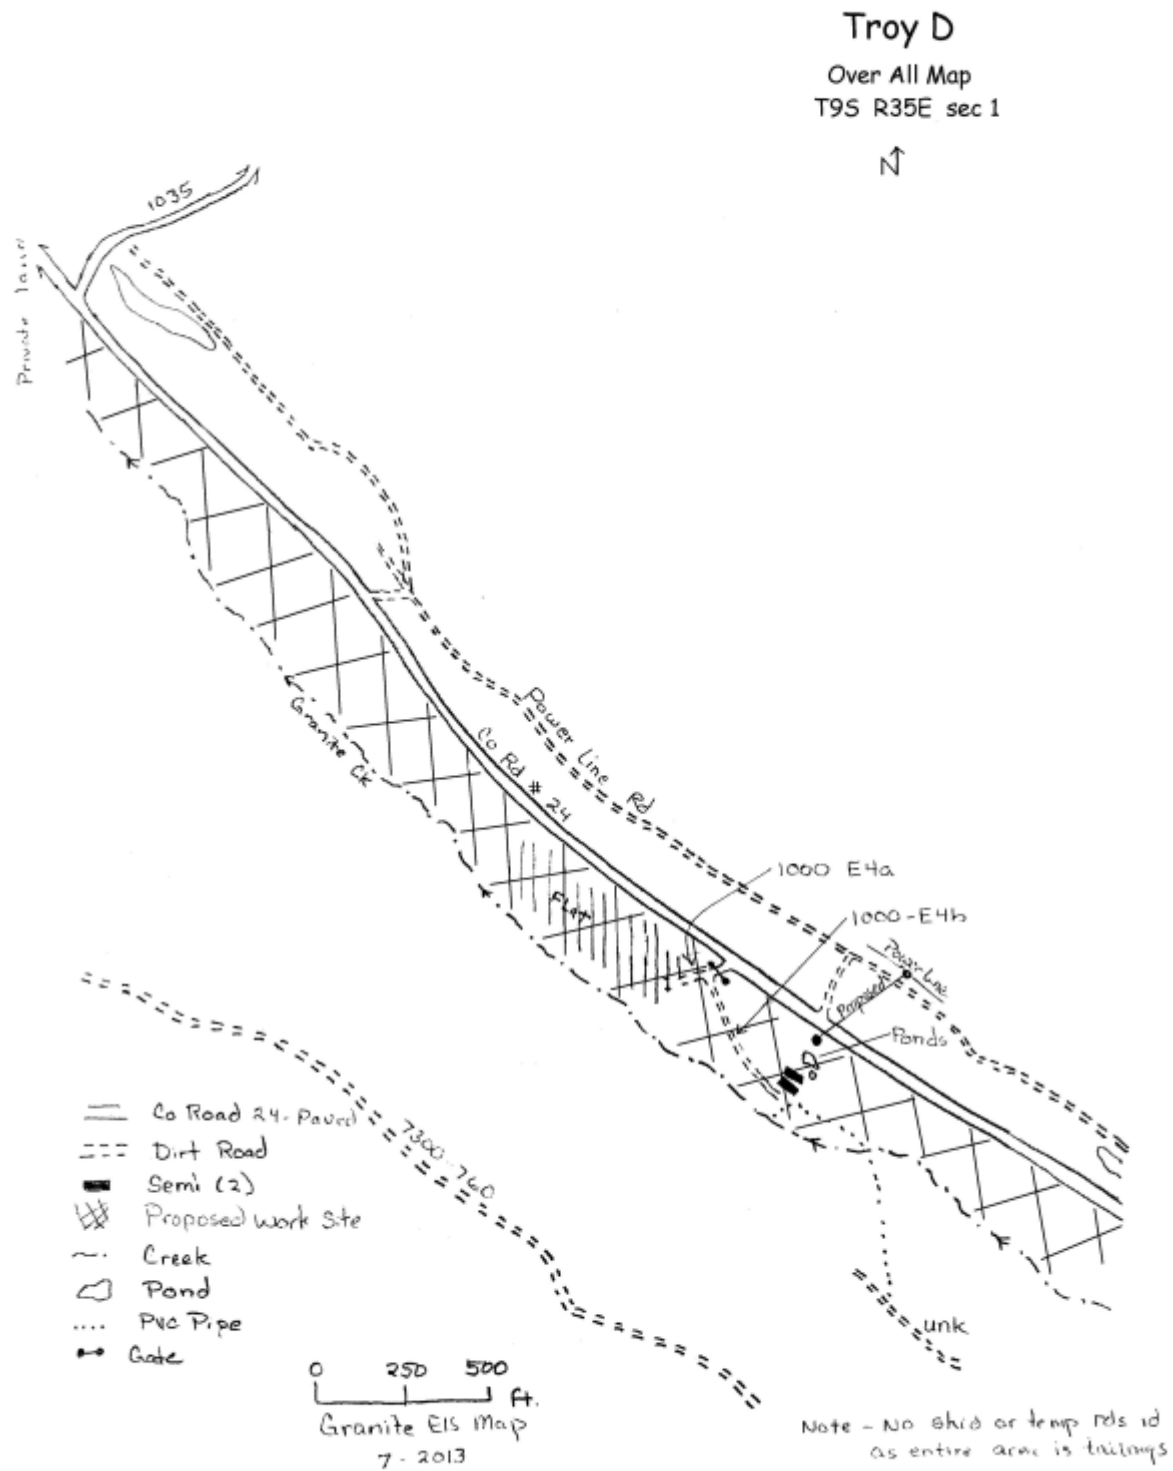 Troy D
Over All Map
T9S R35E sec 1
N
1035
Private land
Granite Ck
Co Rd # 24
Power Line Rd
Flat
1000 E4a
1000-E4b
Power Line
Proposed
Ponds
7300-760
Co Road 24-Paved
Dirt Road
Semi (2)
Proposed Work Site
Creek
Pond
PVC Pipe
Gate
unk
0 250 500
Ft.
Granite EIS Map
7-2013
Note - No skid or temp rds id
as entire area is tailings